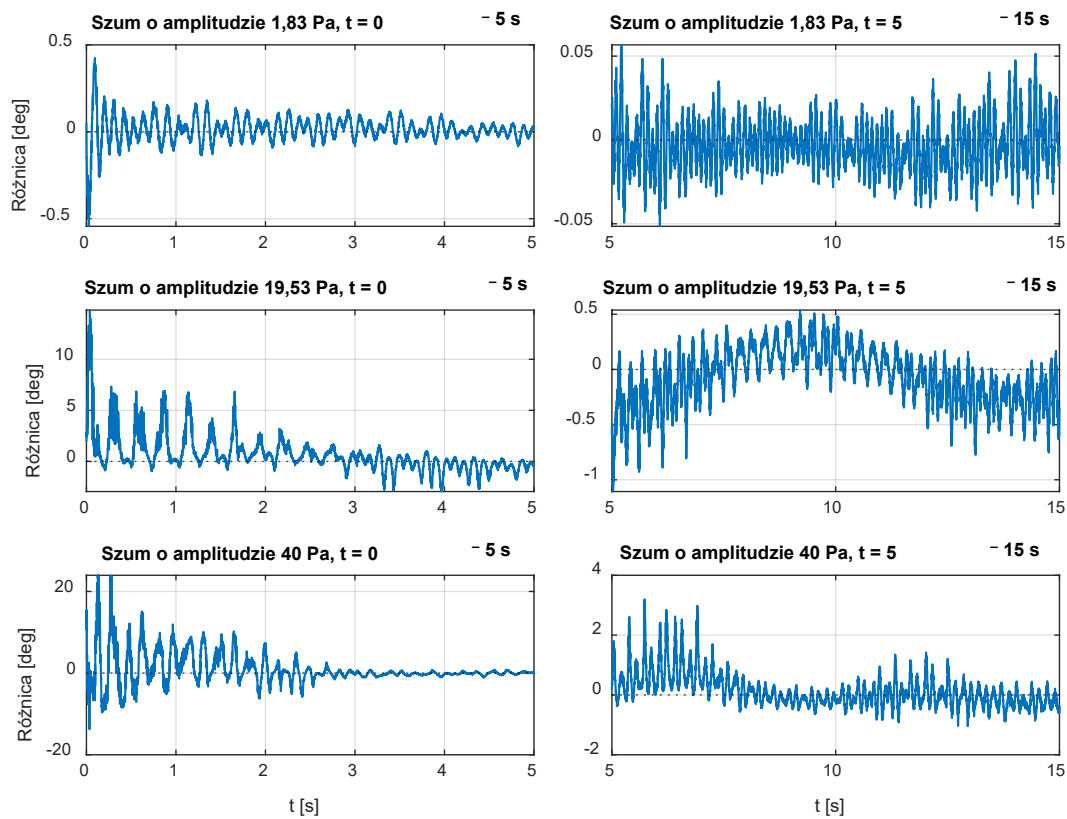 Szum o amplitudzie 1,83 Pa, t = 0 – 5 s
0.5
0
-0.5
Różnica [deg]
0 1 2 3 4 5
Szum o amplitudzie 1,83 Pa, t = 5 – 15 s
0.05
0
-0.05
5 10 15
Szum o amplitudzie 19,53 Pa, t = 0 – 5 s
10
5
0
Różnica [deg]
0 1 2 3 4 5
Szum o amplitudzie 19,53 Pa, t = 5 – 15 s
0.5
0
-0.5
-1
5 10 15
Szum o amplitudzie 40 Pa, t = 0 – 5 s
20
0
-20
Różnica [deg]
0 1 2 3 4 5
t [s]
Szum o amplitudzie 40 Pa, t = 5 – 15 s
4
2
0
-2
5 10 15
t [s]